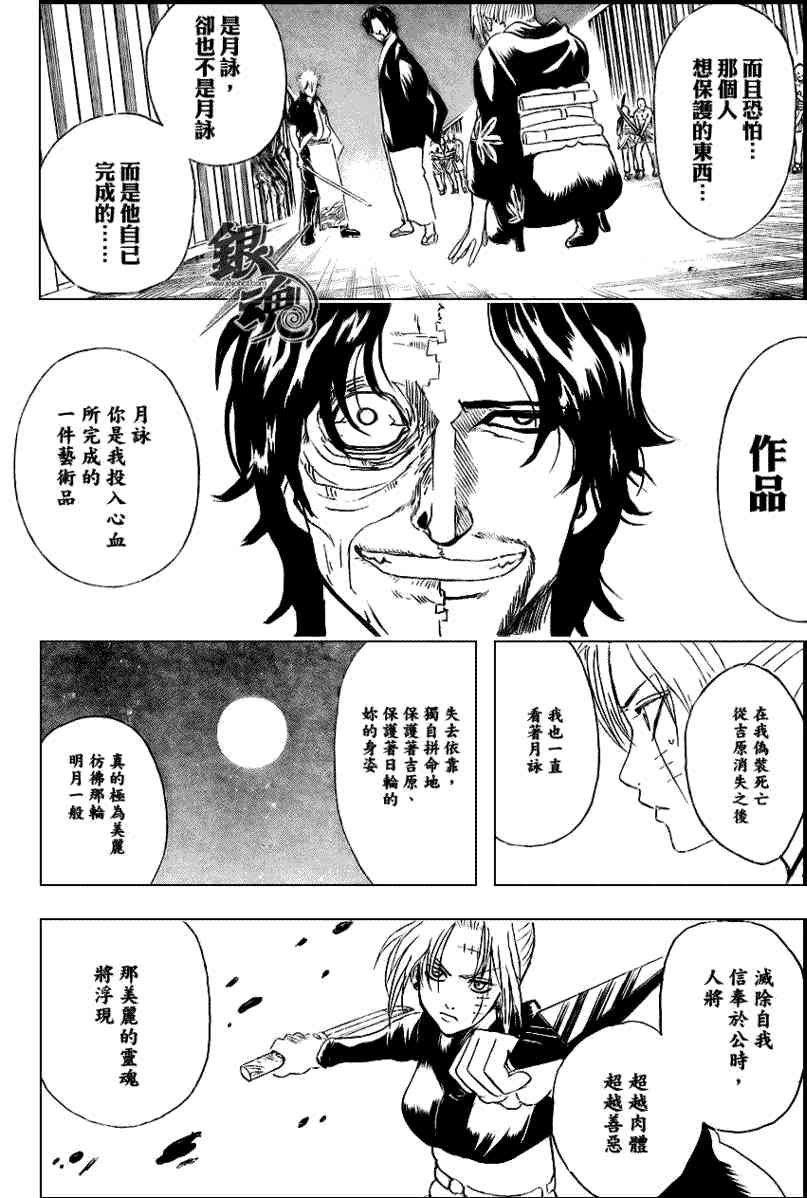 而且恐怕…
那個人
想保護的東西…
是月詠，
卻也不是月詠
而是他自己
完成的……
銀魂
作品
月詠
你是我投入心血
所完成的
一件藝術品
在我偽裝死亡
從吉原消失之後
我也一直
看著月詠
失去依靠，
獨自拼命地
保護著吉原、
保護著日輪的
妳的身姿
真的極為美麗
彷彿那輪
明月一般
滅除自我
信奉於公時，
人將
超越肉體
超越善惡
那美麗的靈魂
將浮現